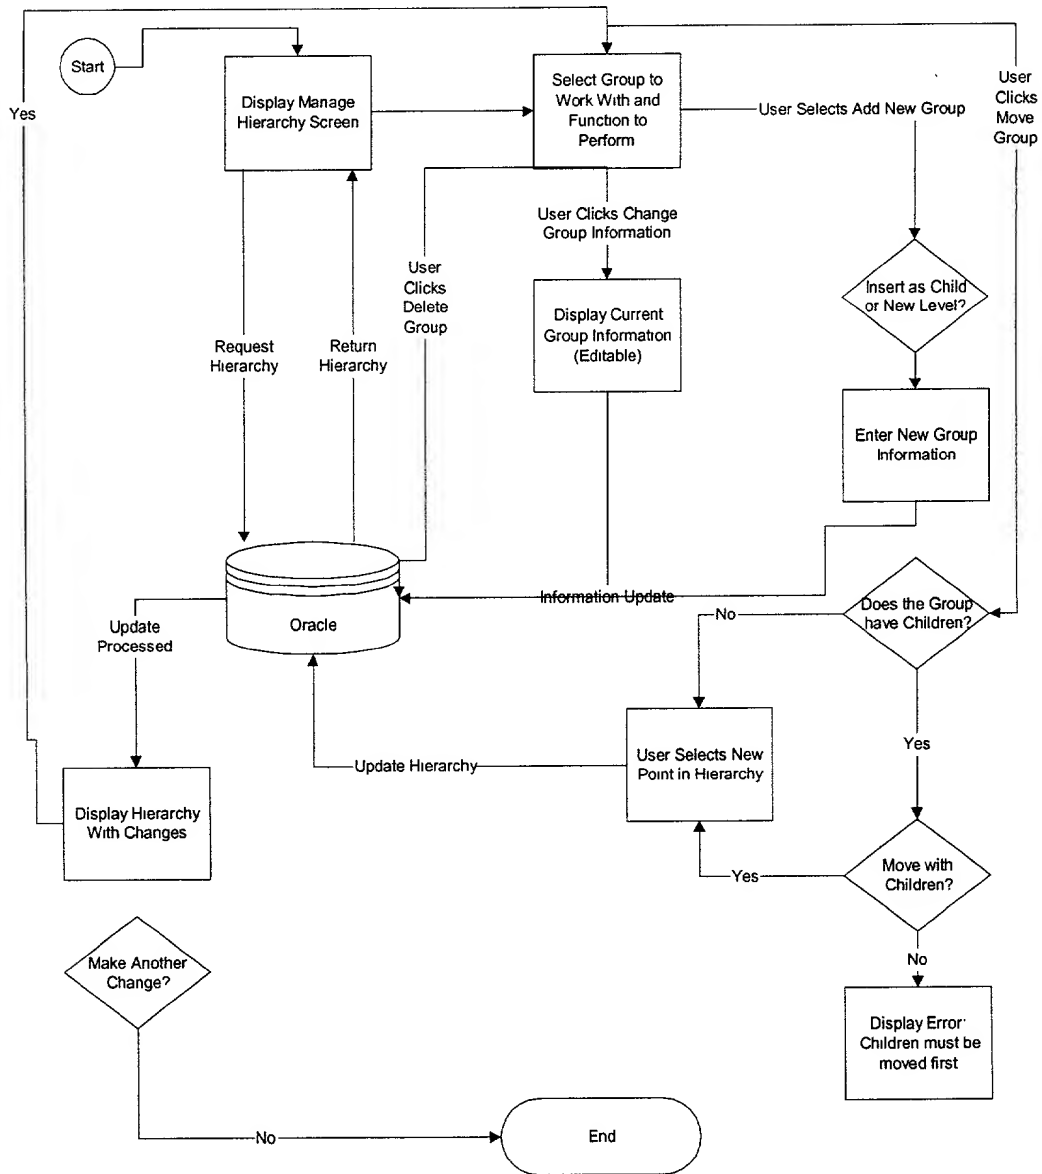 Start
Yes
Display Manage
Hierarchy Screen
Select Group to
Work With and
Function to
Perform
User Selects Add New Group
User
Clicks
Move
Group
User Clicks Change
Group Information
User
Clicks
Delete
Group
Insert as Child
or New Level?
Display Current
Group Information
(Editable)
Request
Hierarchy
Return
Hierarchy
Enter New Group
Information
Oracle
Information Update
Does the Group
have Children?
No
Update
Processed
Yes
User Selects New
Point in Hierarchy
Update Hierarchy
Display Hierarchy
With Changes
Move with
Children?
Yes
No
Make Another
Change?
Display Error:
Children must be
moved first
No
End